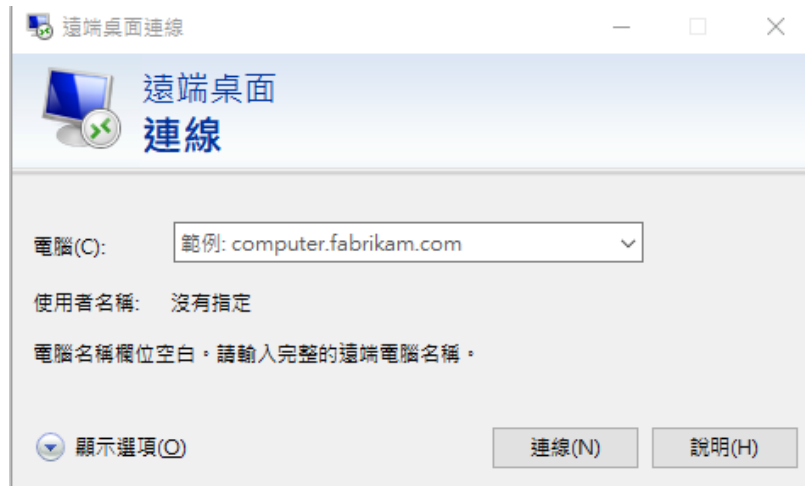 遠端桌面連線
遠端桌面
連線
電腦(C):
範例: computer.fabrikam.com
使用者名稱: 沒有指定
電腦名稱欄位空白。請輸入完整的遠端電腦名稱。
顯示選項(O)
連線(N)
說明(H)